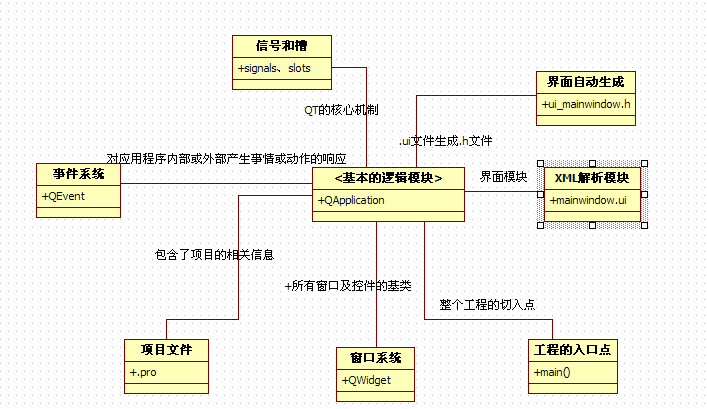 信号和槽
+signals、slots
界面自动生成
+ui_mainwindow.h
QT的核心机制
.ui文件生成.h文件
对应用程序内部或外部产生事情或动作的响应
事件系统
+QEvent
<基本的逻辑模块>
+QApplication
界面模块
XML解析模块
+mainwindow.ui
包含了项目的相关信息
+所有窗口及控件的基类
整个工程的切入点
项目文件
+.pro
窗口系统
+QWidget
工程的入口点
+main()